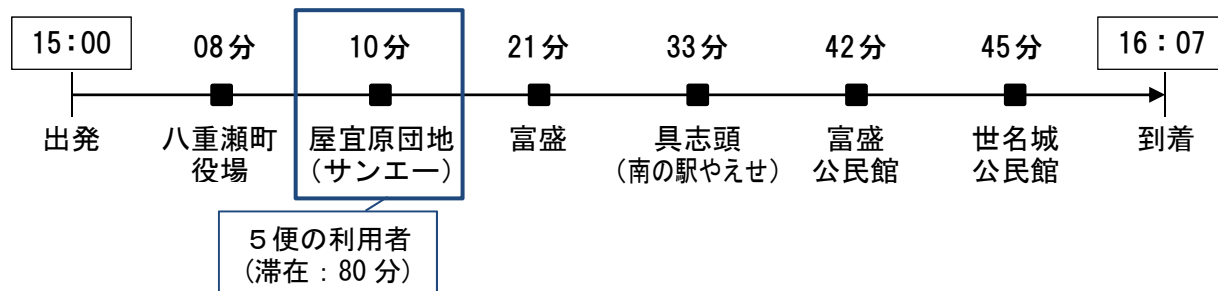 15：00 08分 10分 21分 33分 42分 45分 16：07
出発 八重瀬町 屋宜原団地 富盛 具志頭 富盛 世名城 到着
役場 （サンエー） （南の駅やえせ） 公民館 公民館
５便の利用者
（滞在：80分）